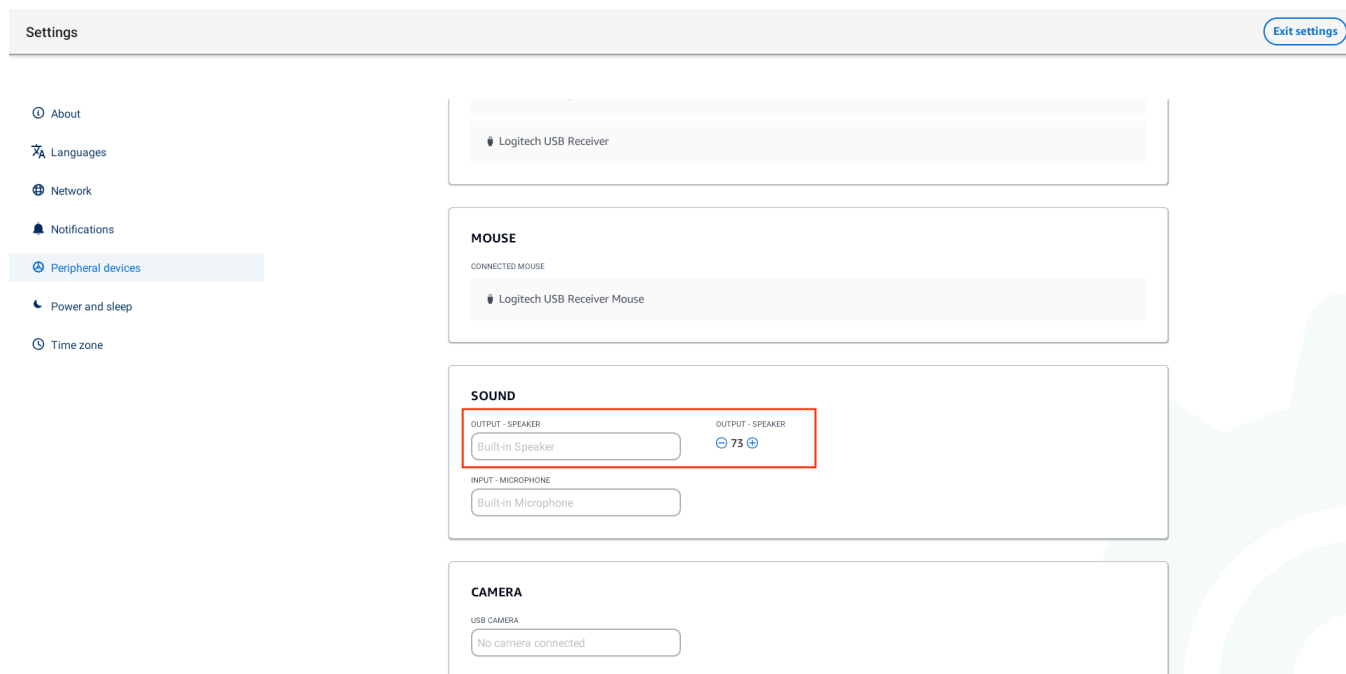 Settings
Exit settings
About
Languages
Network
Notifications
Peripheral devices
Power and sleep
Time zone
Logitech USB Receiver
MOUSE
CONNECTED MOUSE
Logitech USB Receiver Mouse
SOUND
OUTPUT - SPEAKER
Built-in Speaker
OUTPUT - SPEAKER
73
INPUT - MICROPHONE
Built-in Microphone
CAMERA
USB CAMERA
No camera connected